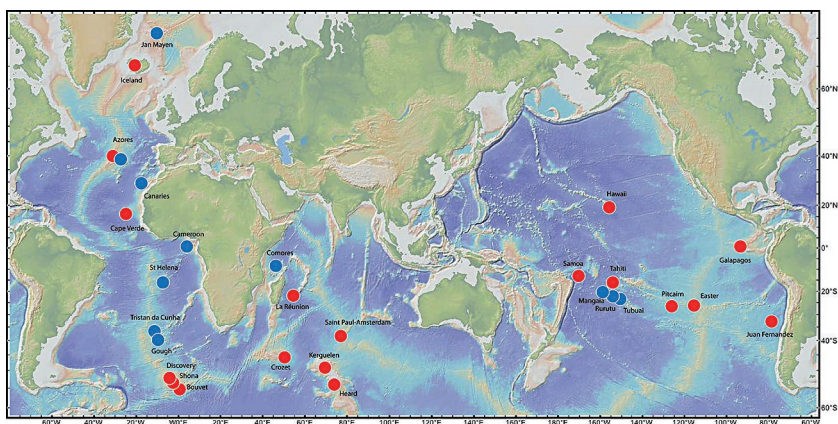 Jan Mayen
Iceland
60°N
Azores
40°N
Canaries
Hawaii
20°N
Cape Verde
Cameroon
0°
Comores
Galapagos
St Helena
Samoa
Tahiti
La Réunion
Mangaia
Pitcairn
Easter
20°S
Rurutu
Tubuai
Tristan da Cunha
Saint Paul-Amsterdam
Juan Fernandez
Gough
40°S
Kerguelen
Discovery
Crozet
Shona
Bouvet
Heard
60°S
60°W 40°W 20°W 0°E 20°E 40°E 60°E 80°E 100°E 120°E 140°E 160°E 180°E 160°W 140°W 120°W 100°W 80°W 60°W